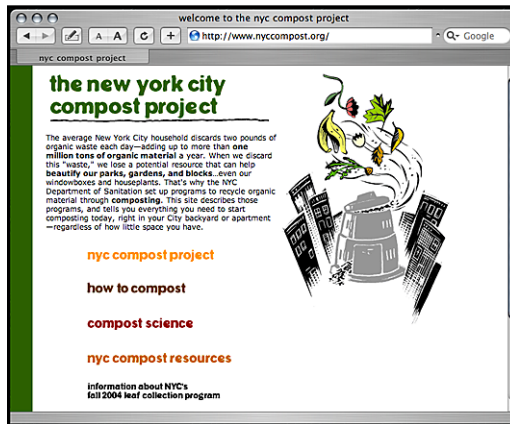 welcome to the nyc compost project
A A C + http://www.nyccompost.org/ Q Google
nyc compost project
the new york city
compost project
The average New York City household discards two pounds of
organic waste each day—adding up to more than one
million tons of organic material a year. When we discard
this "waste," we lose a potential resource that can help
beautify our parks, gardens, and blocks...even our
windowboxes and houseplants. That's why the NYC
Department of Sanitation set up programs to recycle organic
material through composting. This site describes those
programs, and tells you everything you need to start
composting today, right in your City backyard or apartment
—regardless of how little space you have.
nyc compost project
how to compost
compost science
nyc compost resources
information about NYC's
fall 2004 leaf collection program